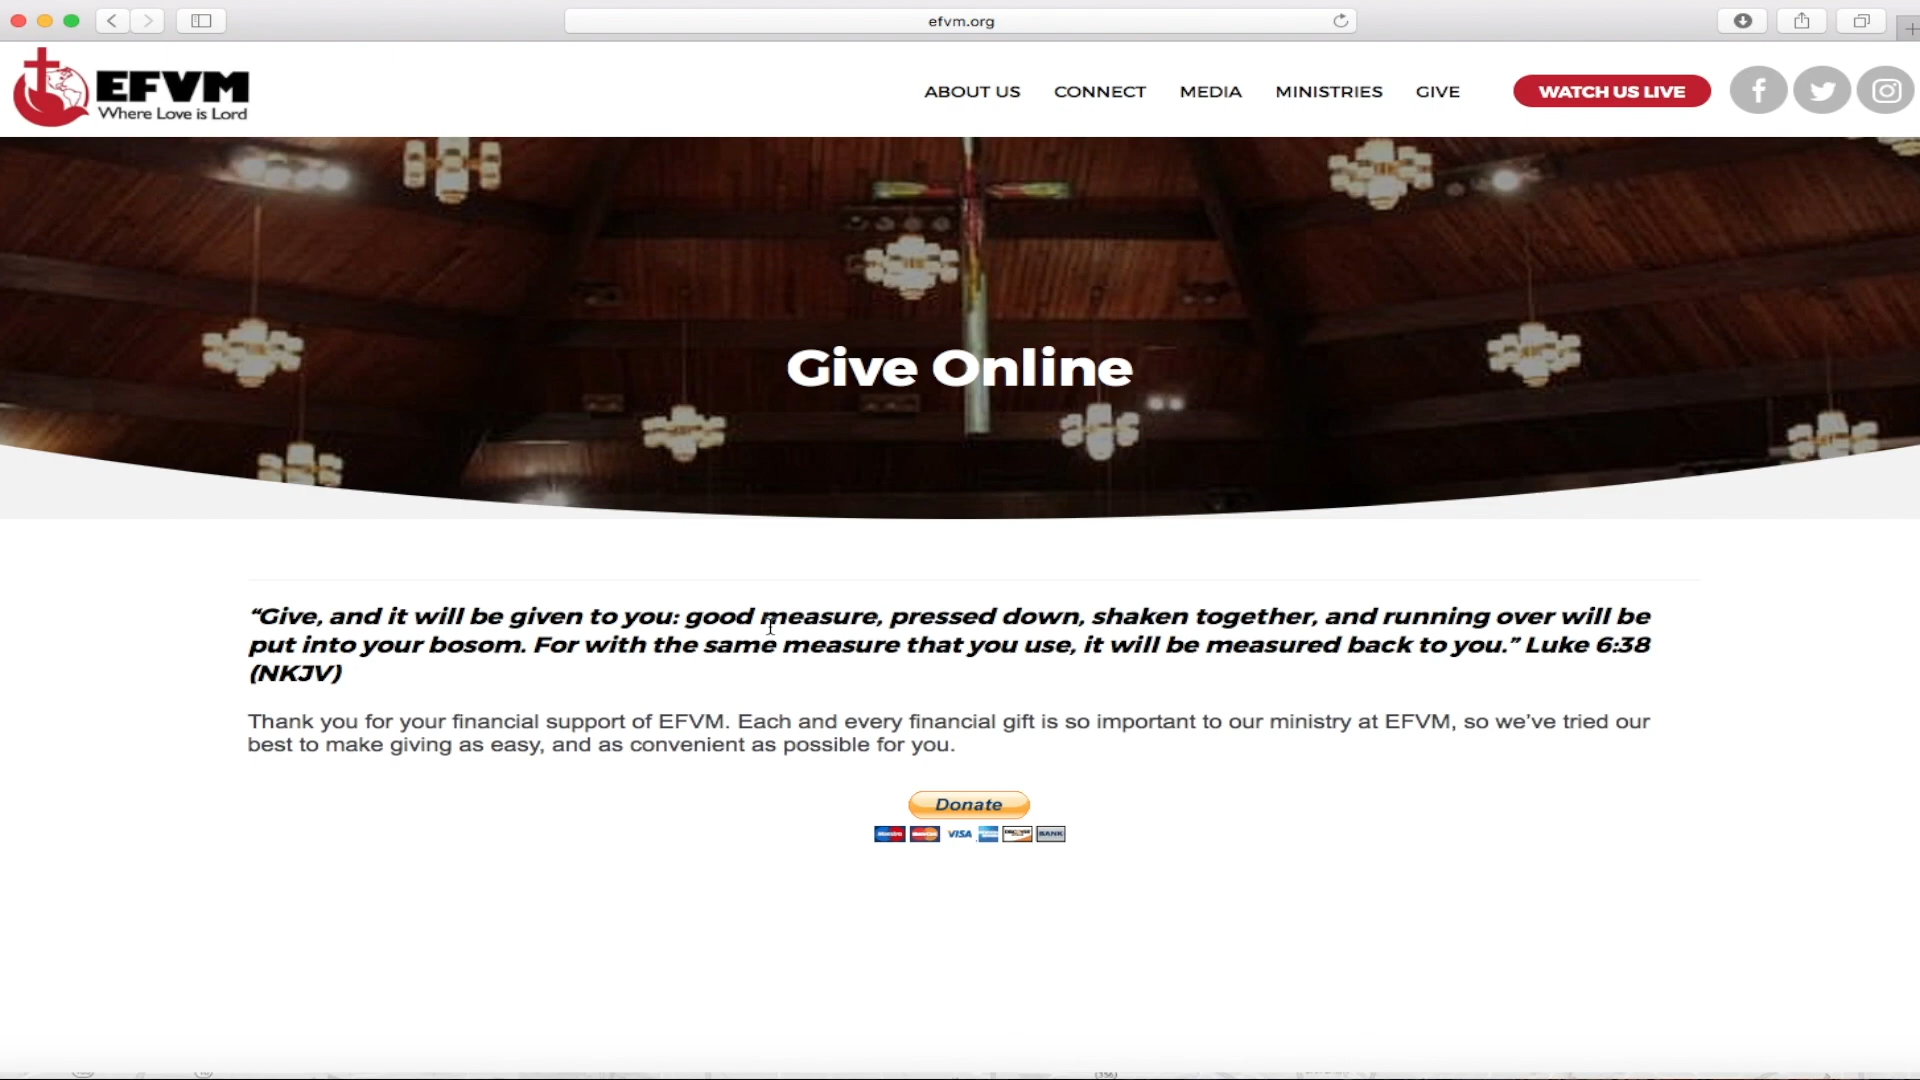 efvm.org
EFVM
Where Love is Lord
ABOUT US CONNECT MEDIA MINISTRIES GIVE WATCH US LIVE
Give Online
“Give, and it will be given to you: good measure, pressed down, shaken together, and running over will be
put into your bosom. For with the same measure that you use, it will be measured back to you.” Luke 6:38
(NKJV)
Thank you for your financial support of EFVM. Each and every financial gift is so important to our ministry at EFVM, so we’ve tried our
best to make giving as easy, and as convenient as possible for you.
Donate
VISA BANK